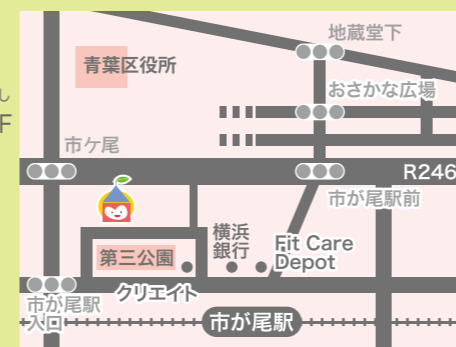 地蔵堂下
青葉区役所
おさかな広場
し
F
市ケ尾
R246
市が尾駅前
横浜
銀行
Fit Care
Depot
第三公園
クリエイト
市が尾駅
入口
市が尾駅